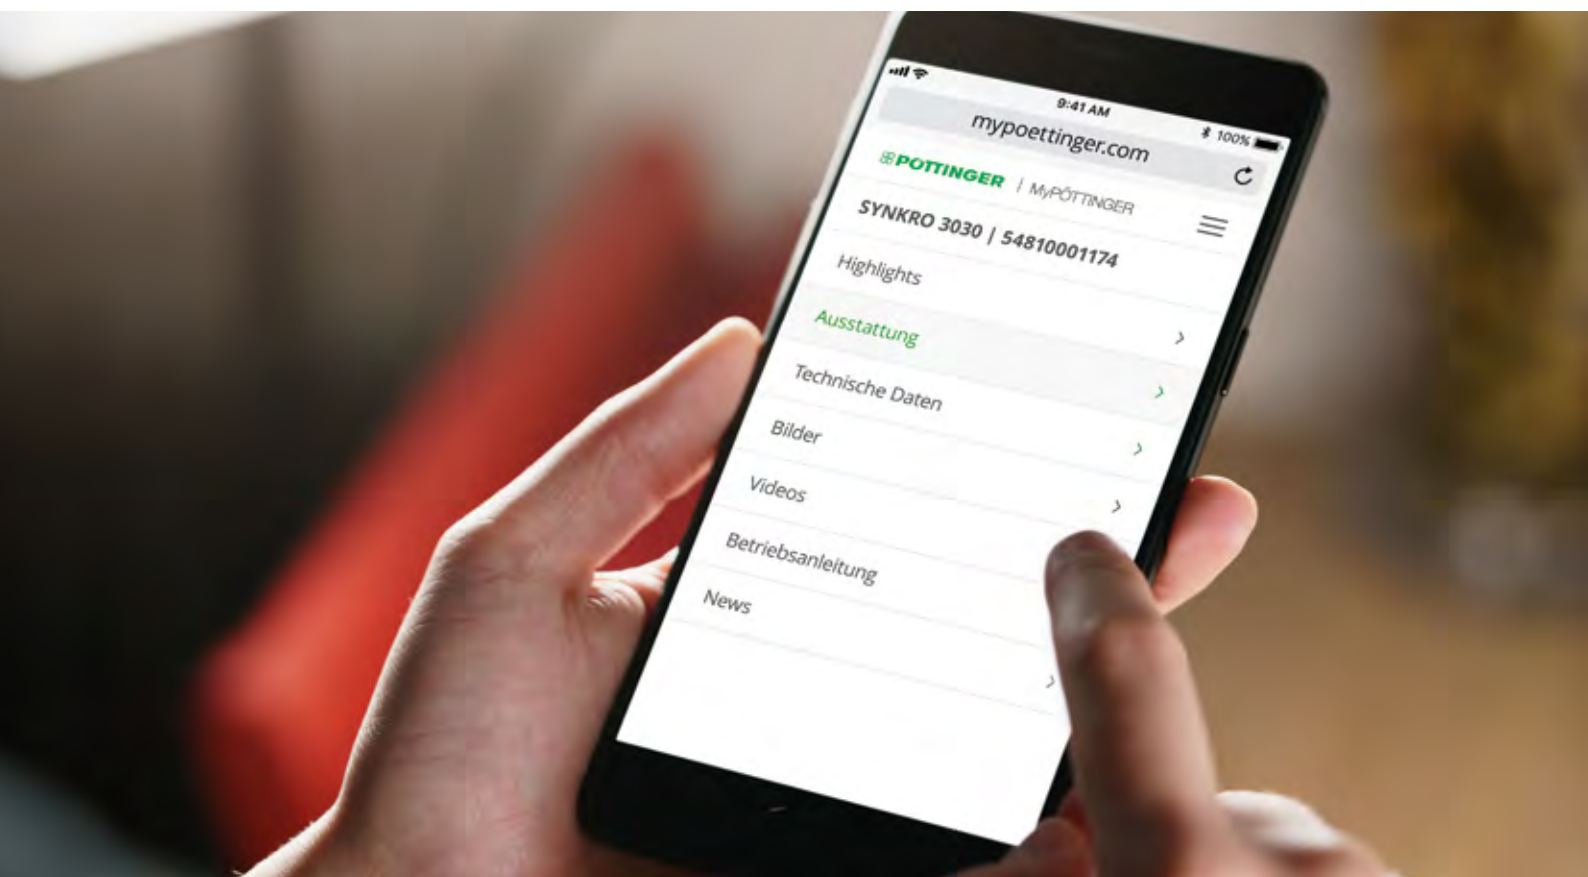 9:41 AM
100%
mypoettinger.com
PÖTTINGER | MyPÖTTINGER
SYNKRO 3030 | 54810001174
Highlights
Ausstattung
Technische Daten
Bilder
Videos
Betriebsanleitung
News